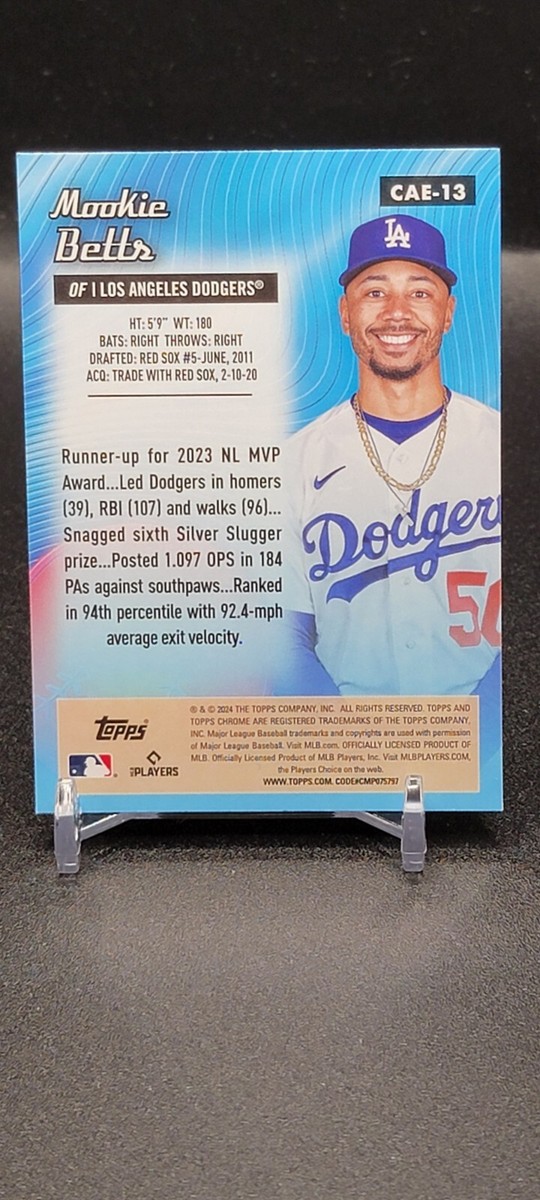 CAE-13
Mookie
Betts
OF | LOS ANGELES DODGERS®
HT: 5'9" WT: 180
BATS: RIGHT THROWS: RIGHT
DRAFTED: RED SOX #5-JUNE, 2011
ACQ: TRADE WITH RED SOX, 2-10-20
Runner-up for 2023 NL MVP
Award...Led Dodgers in homers
(39), RBI (107) and walks (96)...
Snagged sixth Silver Slugger
prize...Posted 1.097 OPS in 184
PAs against southpaws...Ranked
in 94th percentile with 92.4-mph
average exit velocity.
LA
Dodgers
50
topps®
MLB PLAYERS
® & © 2024 THE TOPPS COMPANY, INC. ALL RIGHTS RESERVED. TOPPS AND
TOPPS CHROME ARE REGISTERED TRADEMARKS OF THE TOPPS COMPANY,
INC. Major League Baseball trademarks and copyrights are used with permission
of Major League Baseball. Visit MLB.com. OFFICIALLY LICENSED PRODUCT OF
MLB. Officially Licensed Product of MLB Players, Inc. Visit MLBPLAYERS.COM,
the Players Choice on the web.
WWW.TOPPS.COM. CODE#CMP075797